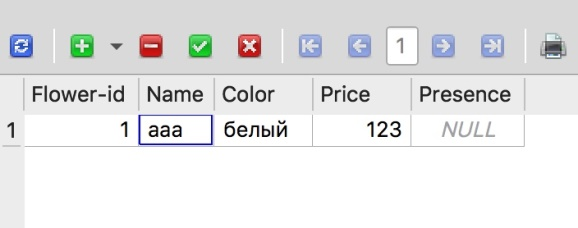 1
Flower-id Name Color Price Presence
1 1 aaa белый 123 NULL